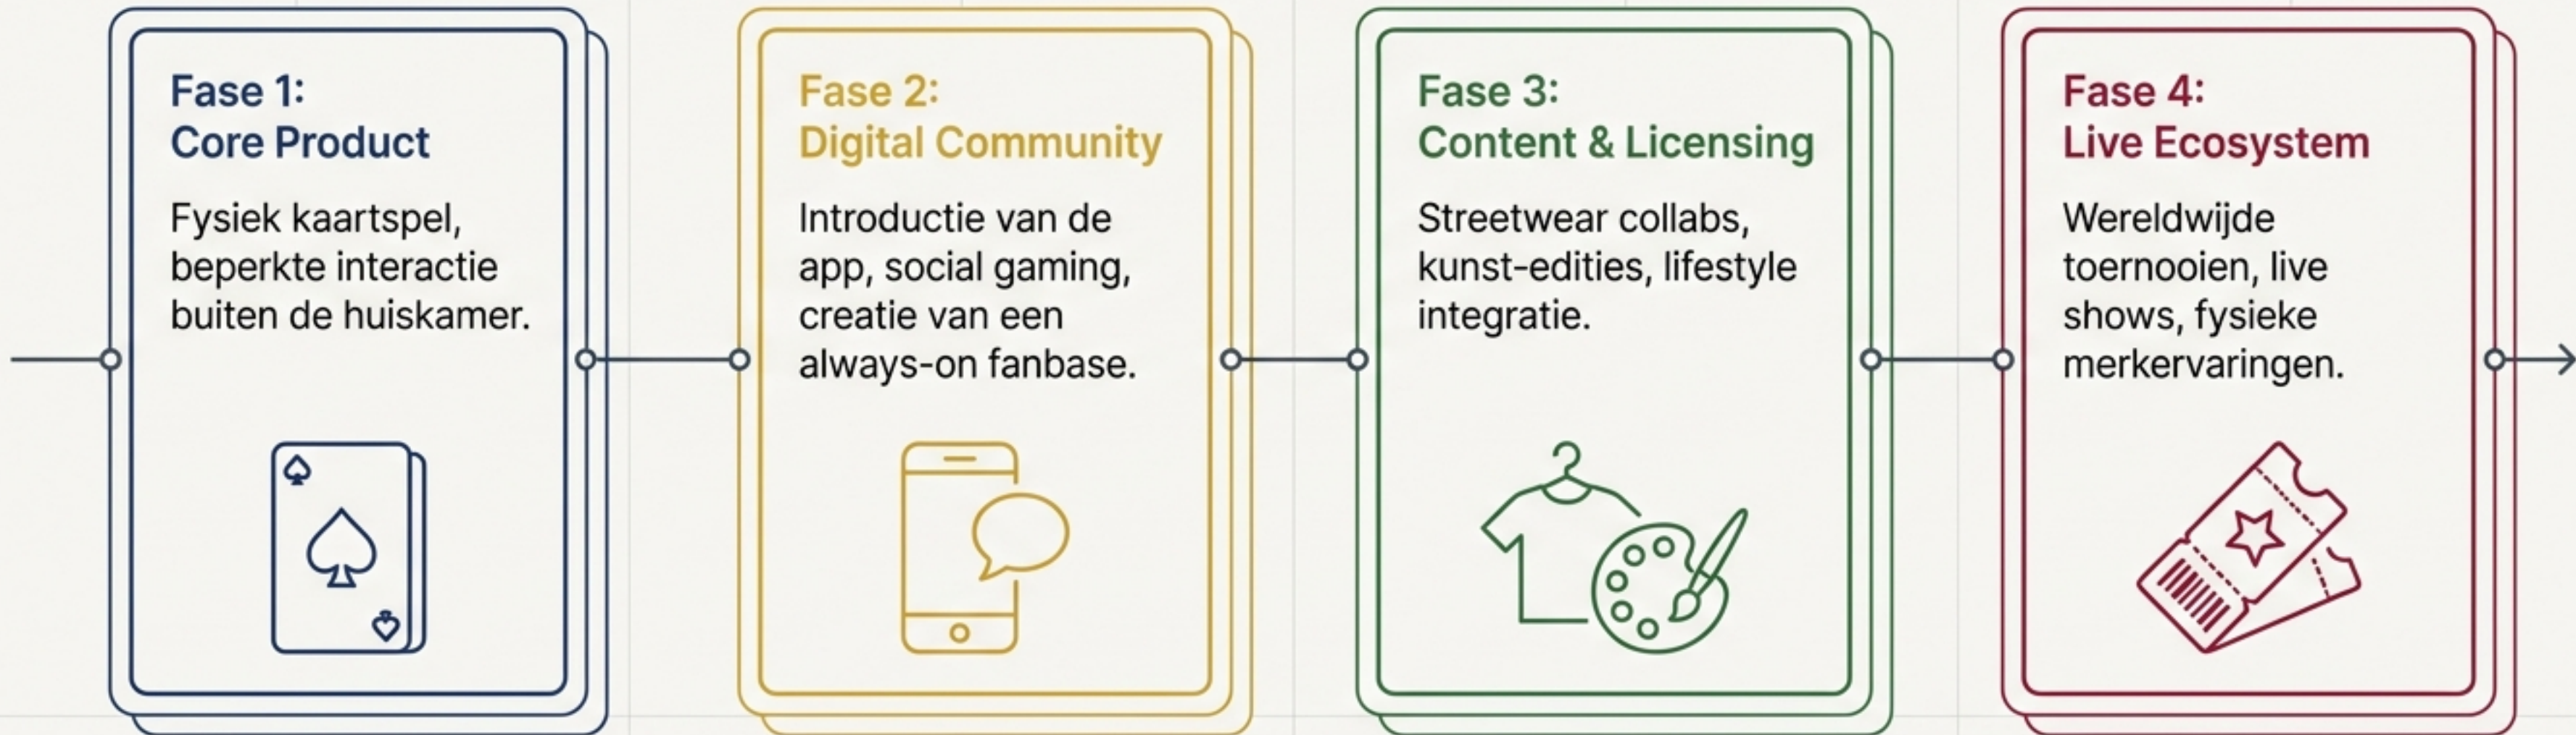 Fase 1:
Core Product
Fysiek kaartspel,
beperkte interactie
buiten de huiskamer.
Fase 2:
Digital Community
Introductie van de
app, social gaming,
creatie van een
always-on fanbase.
Fase 3:
Content & Licensing
Streetwear collabs,
kunst-edities, lifestyle
integratie.
Fase 4:
Live Ecosystem
Wereldwijde
toernooien, live
shows, fysieke
merkervaringen.